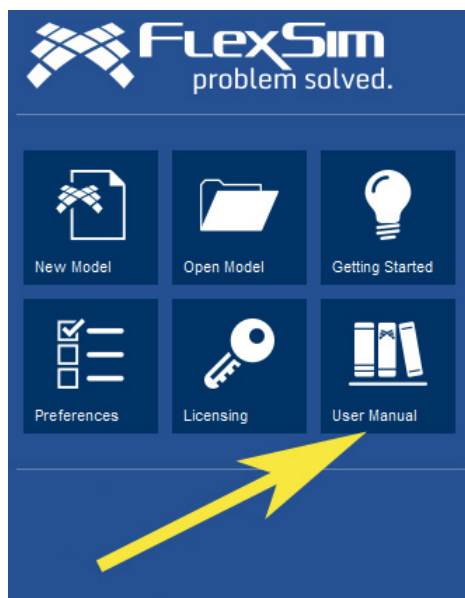 FlexSim
problem solved.
New Model
Open Model
Getting Started
Preferences
Licensing
User Manual